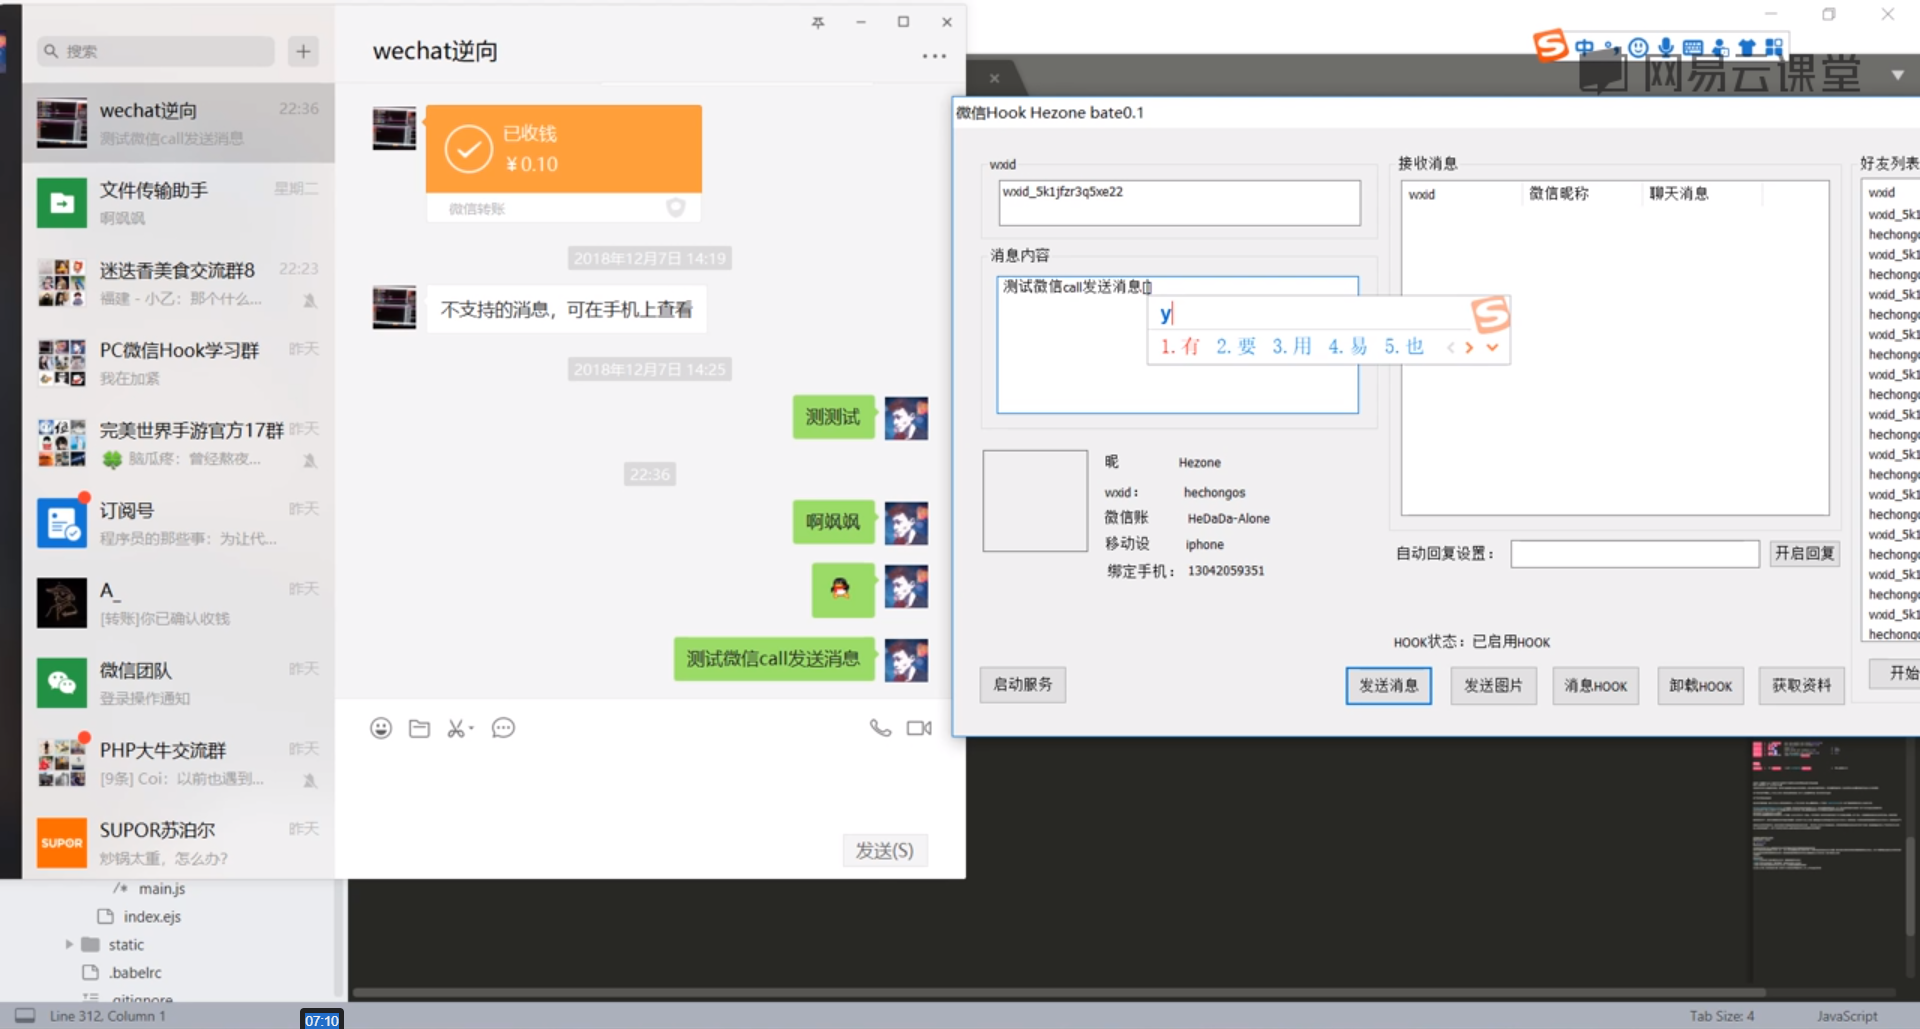 搜索
wechat逆向
22:36
测试微信call发送消息
文件传输助手
星期二
啊飒飒
迷迭香美食交流群8
22:23
福建 - 小乙：那个什么...
PC微信Hook学习群
昨天
我在加紧
完美世界手游官方17群
昨天
脑瓜疼：曾经熬夜...
订阅号
昨天
程序员的那些事：为让代...
A_
昨天
[转账]你已确认收钱
微信团队
昨天
登录操作通知
PHP大牛交流群
昨天
[9条] Coi：以前也遇到...
SUPOR
SUPOR苏泊尔
昨天
炒锅太重，怎么办?
wechat逆向
已收钱
¥0.10
微信转账
2018年12月7日 14:19
不支持的消息，可在手机上查看
2018年12月7日 14:25
测测试
22:36
啊飒飒
测试微信call发送消息
发送(S)
中
网易云课堂
微信Hook Hezone bate0.1
wxid
wxid_5k1jfzr3q5xe22
消息内容
测试微信call发送消息
y
1.有 2.要 3.用 4.易 5.也
昵
Hezone
wxid：
hechongos
微信账
HeDaDa-Alone
移动设
iphone
绑定手机：
13042059351
接收消息
wxid
微信昵称
聊天消息
自动回复设置：
开启回复
HOOK状态：已启用HOOK
启动服务
发送消息
发送图片
消息HOOK
卸载HOOK
获取资料
好友列表
wxid
wxid_5k1
hechongo
wxid_5k1
hechongo
wxid_5k1
hechongo
wxid_5k1
hechongo
wxid_5k1
hechongo
wxid_5k1
hechongo
wxid_5k1
hechongo
wxid_5k1
hechongo
wxid_5k1
hechongo
wxid_5k1
hechongo
wxid_5k1
hechongo
开始
/* main.js
index.ejs
static
.babelrc
.gitignore
Line 312, Column 1
07:10
Tab Size: 4
JavaScript